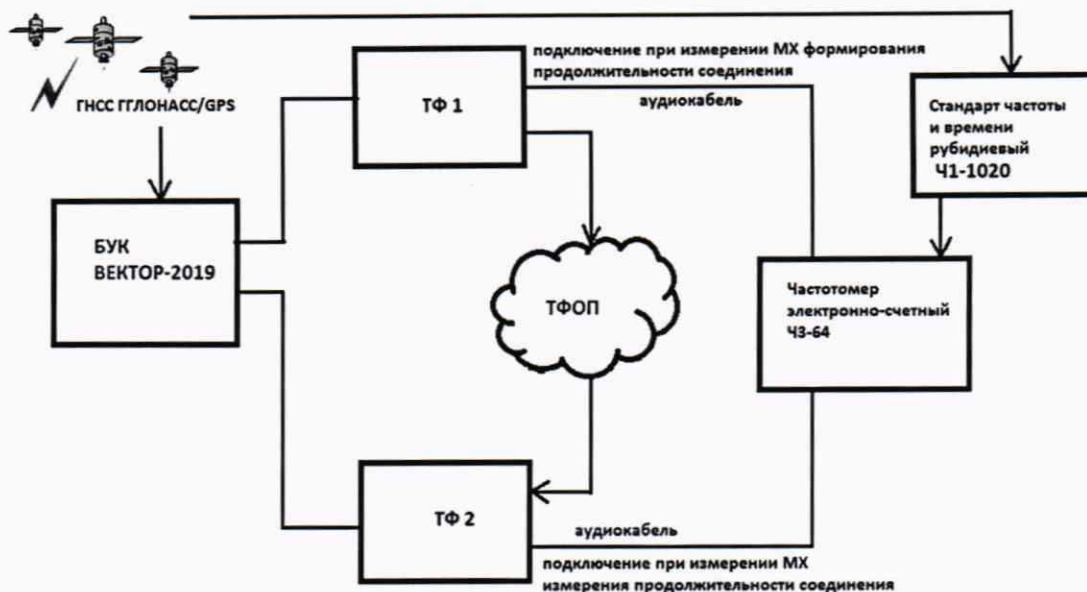 подключение при измерении МХ формирования
продолжительности соединения
аудиокабель
ГНСС ГГЛОНАСС/GPS
ТФ 1
Стандарт частоты
и времени
рубидиевый
Ч1-1020
БУК
ВЕКТОР-2019
ТФОП
Частотомер
электронно-счетный
Ч3-64
ТФ 2
аудиокабель
подключение при измерении МХ
измерения продолжительности соединения